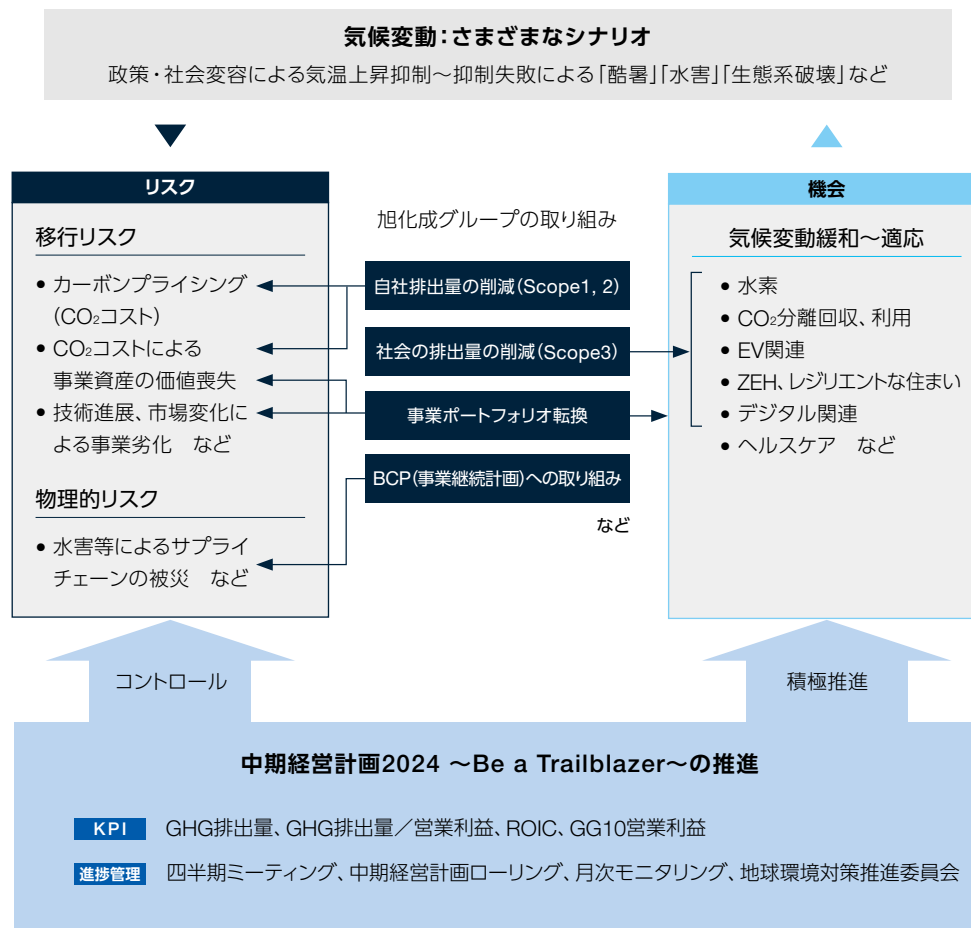 気候変動：さまざまなシナリオ
政策・社会変容による気温上昇抑制～抑制失敗による「酷暑」「水害」「生態系破壊」など
リスク
移行リスク
• カーボンプライシング
（CO₂コスト）
• CO₂コストによる
事業資産の価値喪失
• 技術進展、市場変化に
よる事業劣化　など
物理的リスク
• 水害等によるサプライ
チェーンの被災　など
旭化成グループの取り組み
自社排出量の削減（Scope1, 2）
社会の排出量の削減（Scope3）
事業ポートフォリオ転換
BCP（事業継続計画）への取り組み
など
機会
気候変動緩和～適応
• 水素
• CO₂分離回収、利用
• EV関連
• ZEH、レジリエントな住まい
• デジタル関連
• ヘルスケア　など
コントロール
積極推進
中期経営計画2024 ～Be a Trailblazer～の推進
KPI GHG排出量、GHG排出量／営業利益、ROIC、GG10営業利益
進捗管理 四半期ミーティング、中期経営計画ローリング、月次モニタリング、地球環境対策推進委員会